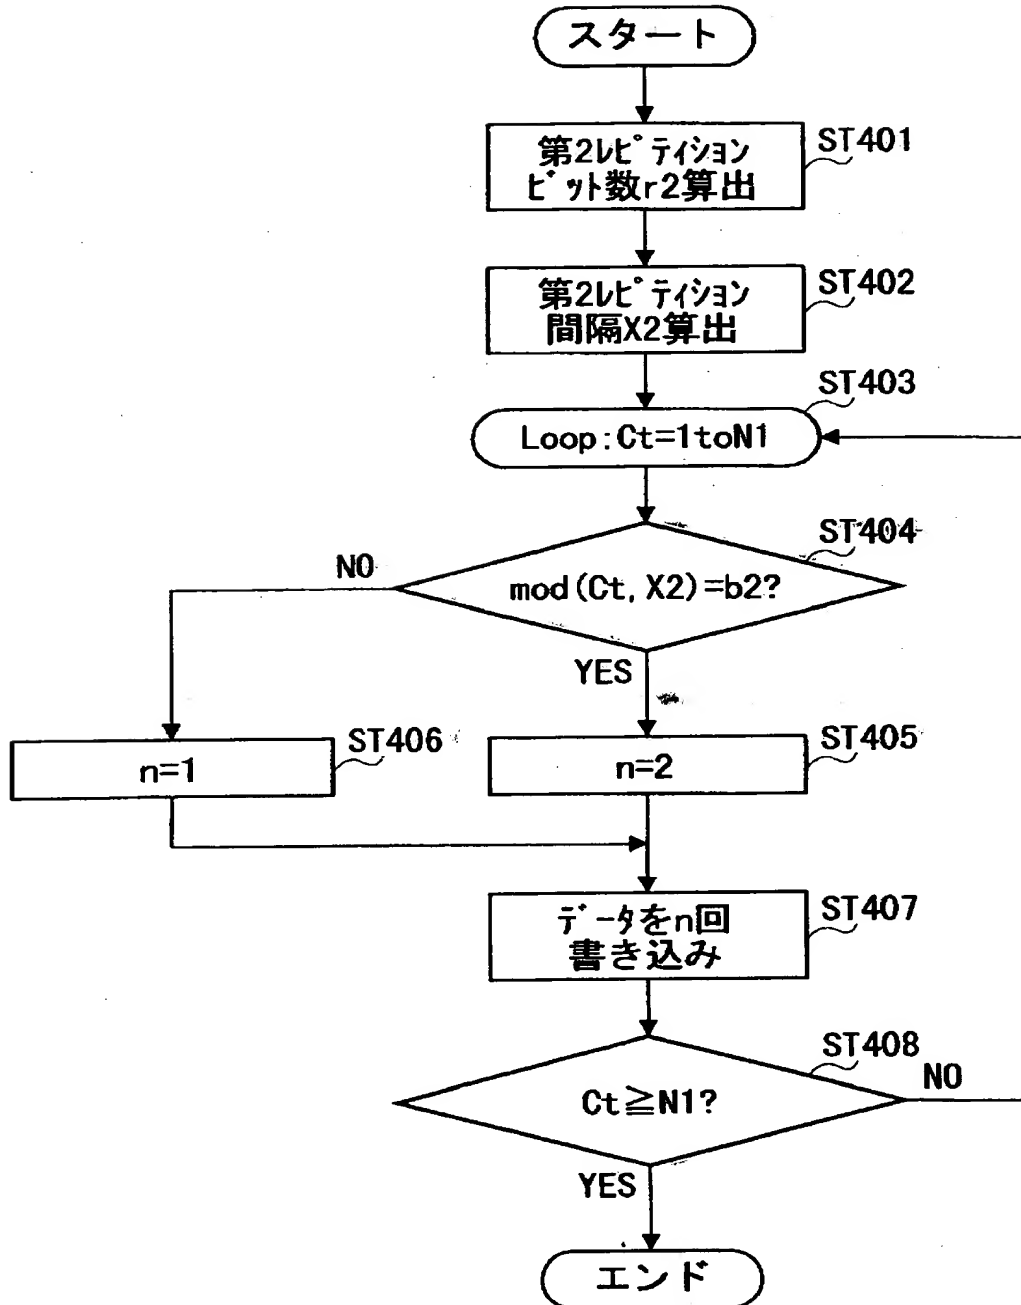 スタート
ST401
第2レピティション
ビット数r2算出
ST402
第2レピティション
間隔X2算出
ST403
Loop:Ct=1toN1
ST404
NO
mod(Ct,X2)=b2?
YES
ST406
ST405
n=1
n=2
ST407
データをn回
書き込み
ST408
NO
Ct≧N1?
YES
エンド